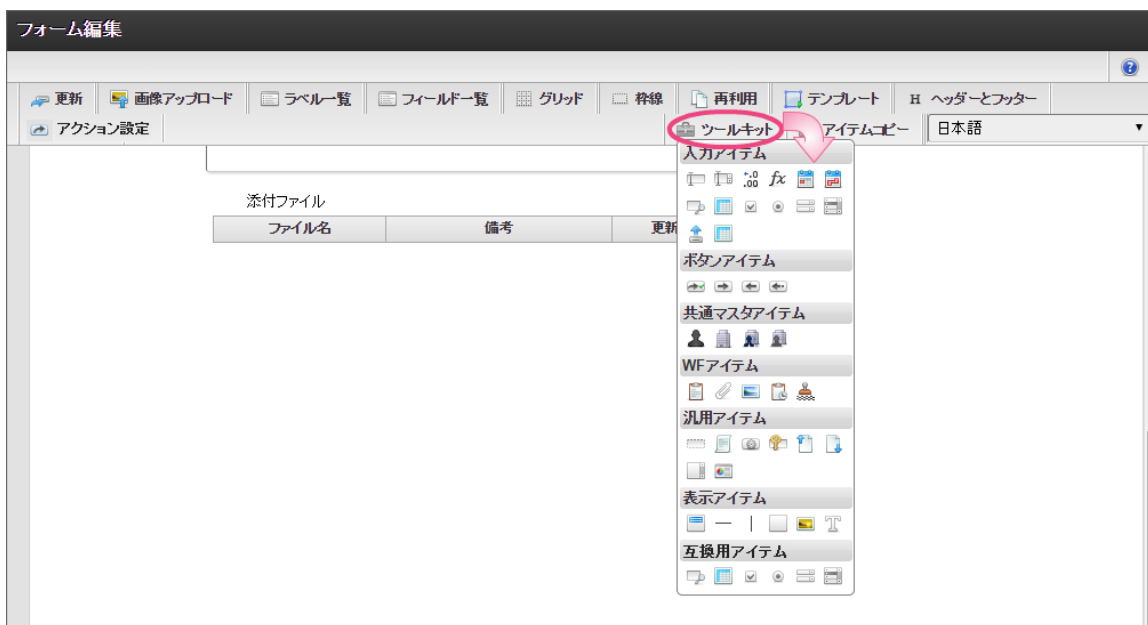 フォーム編集
更新 画像アップロード ラベル一覧 フィールド一覧 グリッド 枠線 再利用 テンプレート H ヘッダーとフッター
アクション設定 ツールキット アイテムコピー 日本語
入力アイテム
添付ファイル
ファイル名 備考 更新
ボタンアイテム
共通マスタアイテム
WFアイテム
汎用アイテム
表示アイテム
互換用アイテム